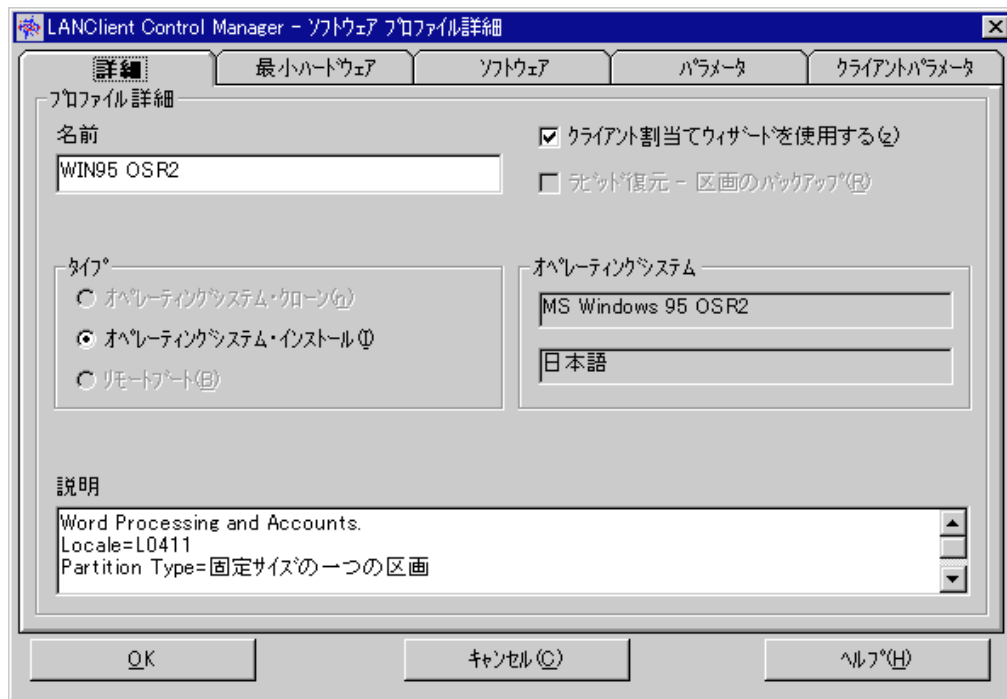 LANClient Control Manager - ソフトウェア プロファイル詳細
詳細
最小ハードウェア
ソフトウェア
パラメータ
クライアントパラメータ
プロファイル詳細
名前
WIN95 OSR2
クライアント割当てウィザードを使用する(z)
ラピッド復元 - 区画のバックアップ(R)
タイプ
オペレーティングシステム・クローン(n)
オペレーティングシステム・インストール(I)
リモートブート(B)
オペレーティングシステム
MS Windows 95 OSR2
日本語
説明
Word Processing and Accounts.
Locale=L0411
Partition Type=固定サイズの一つの区画
OK
キャンセル(C)
ヘルプ(H)